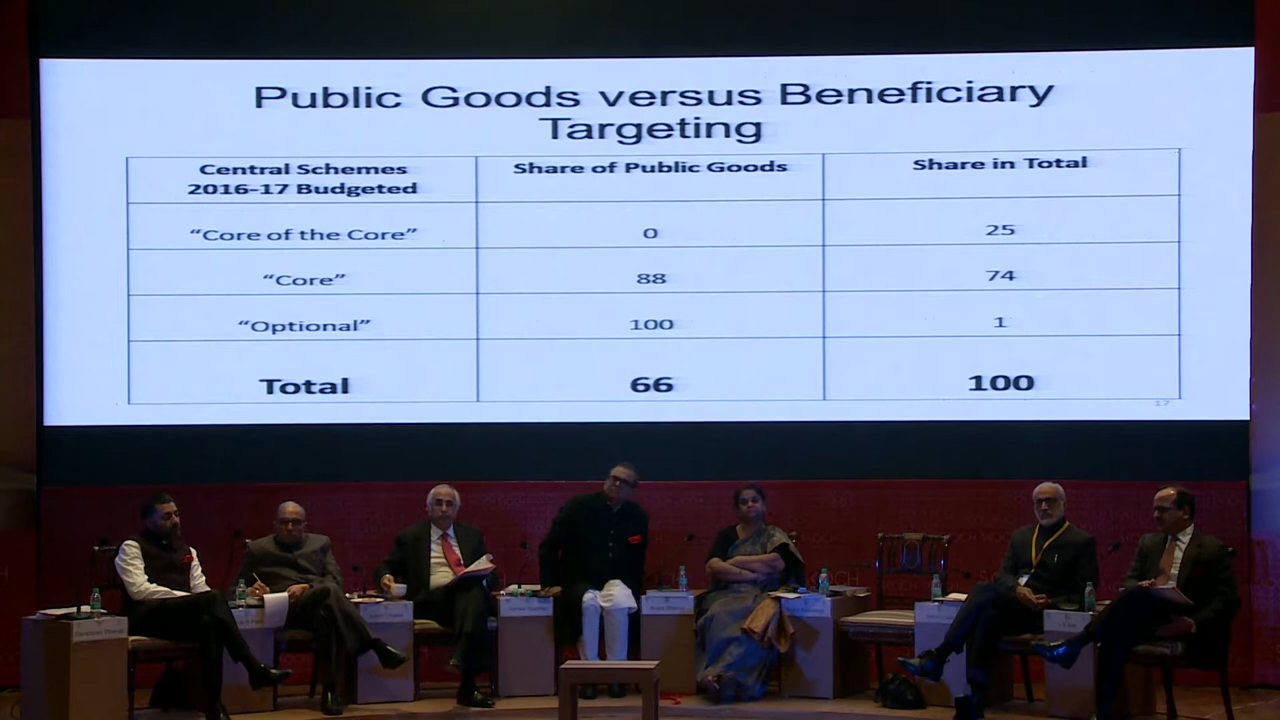 Public Goods versus Beneficiary
Targeting
Central Schemes
2016-17 Budgeted
Share of Public Goods
Share in Total
“Core of the Core”
0
25
“Core”
88
74
“Optional”
100
1
Total
66
100
17